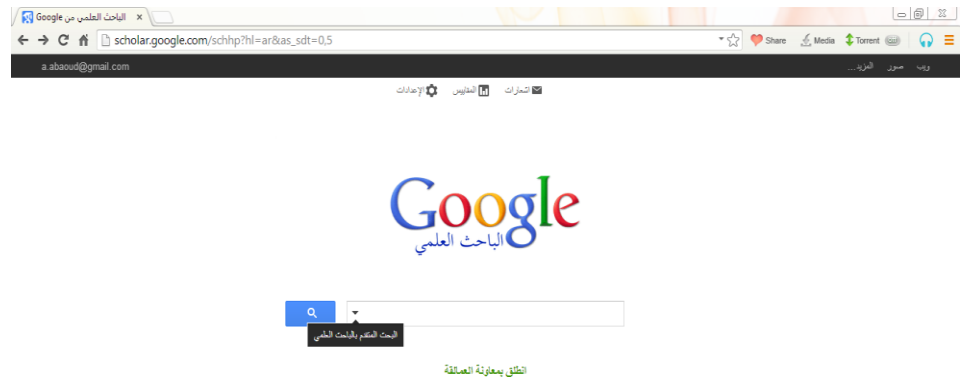 الباحث العلمي من Google
scholar.google.com/schhp?hl=ar&as_sdt=0,5
Share Media Torrent
a.abaoud@gmail.com
ويب صور المزيد...
اشعارات المقاييس الإعدادات
Google
الباحث العلمي
البحث المتقدم بالباحث العلمي
انطلق بمعاونة العمالقة